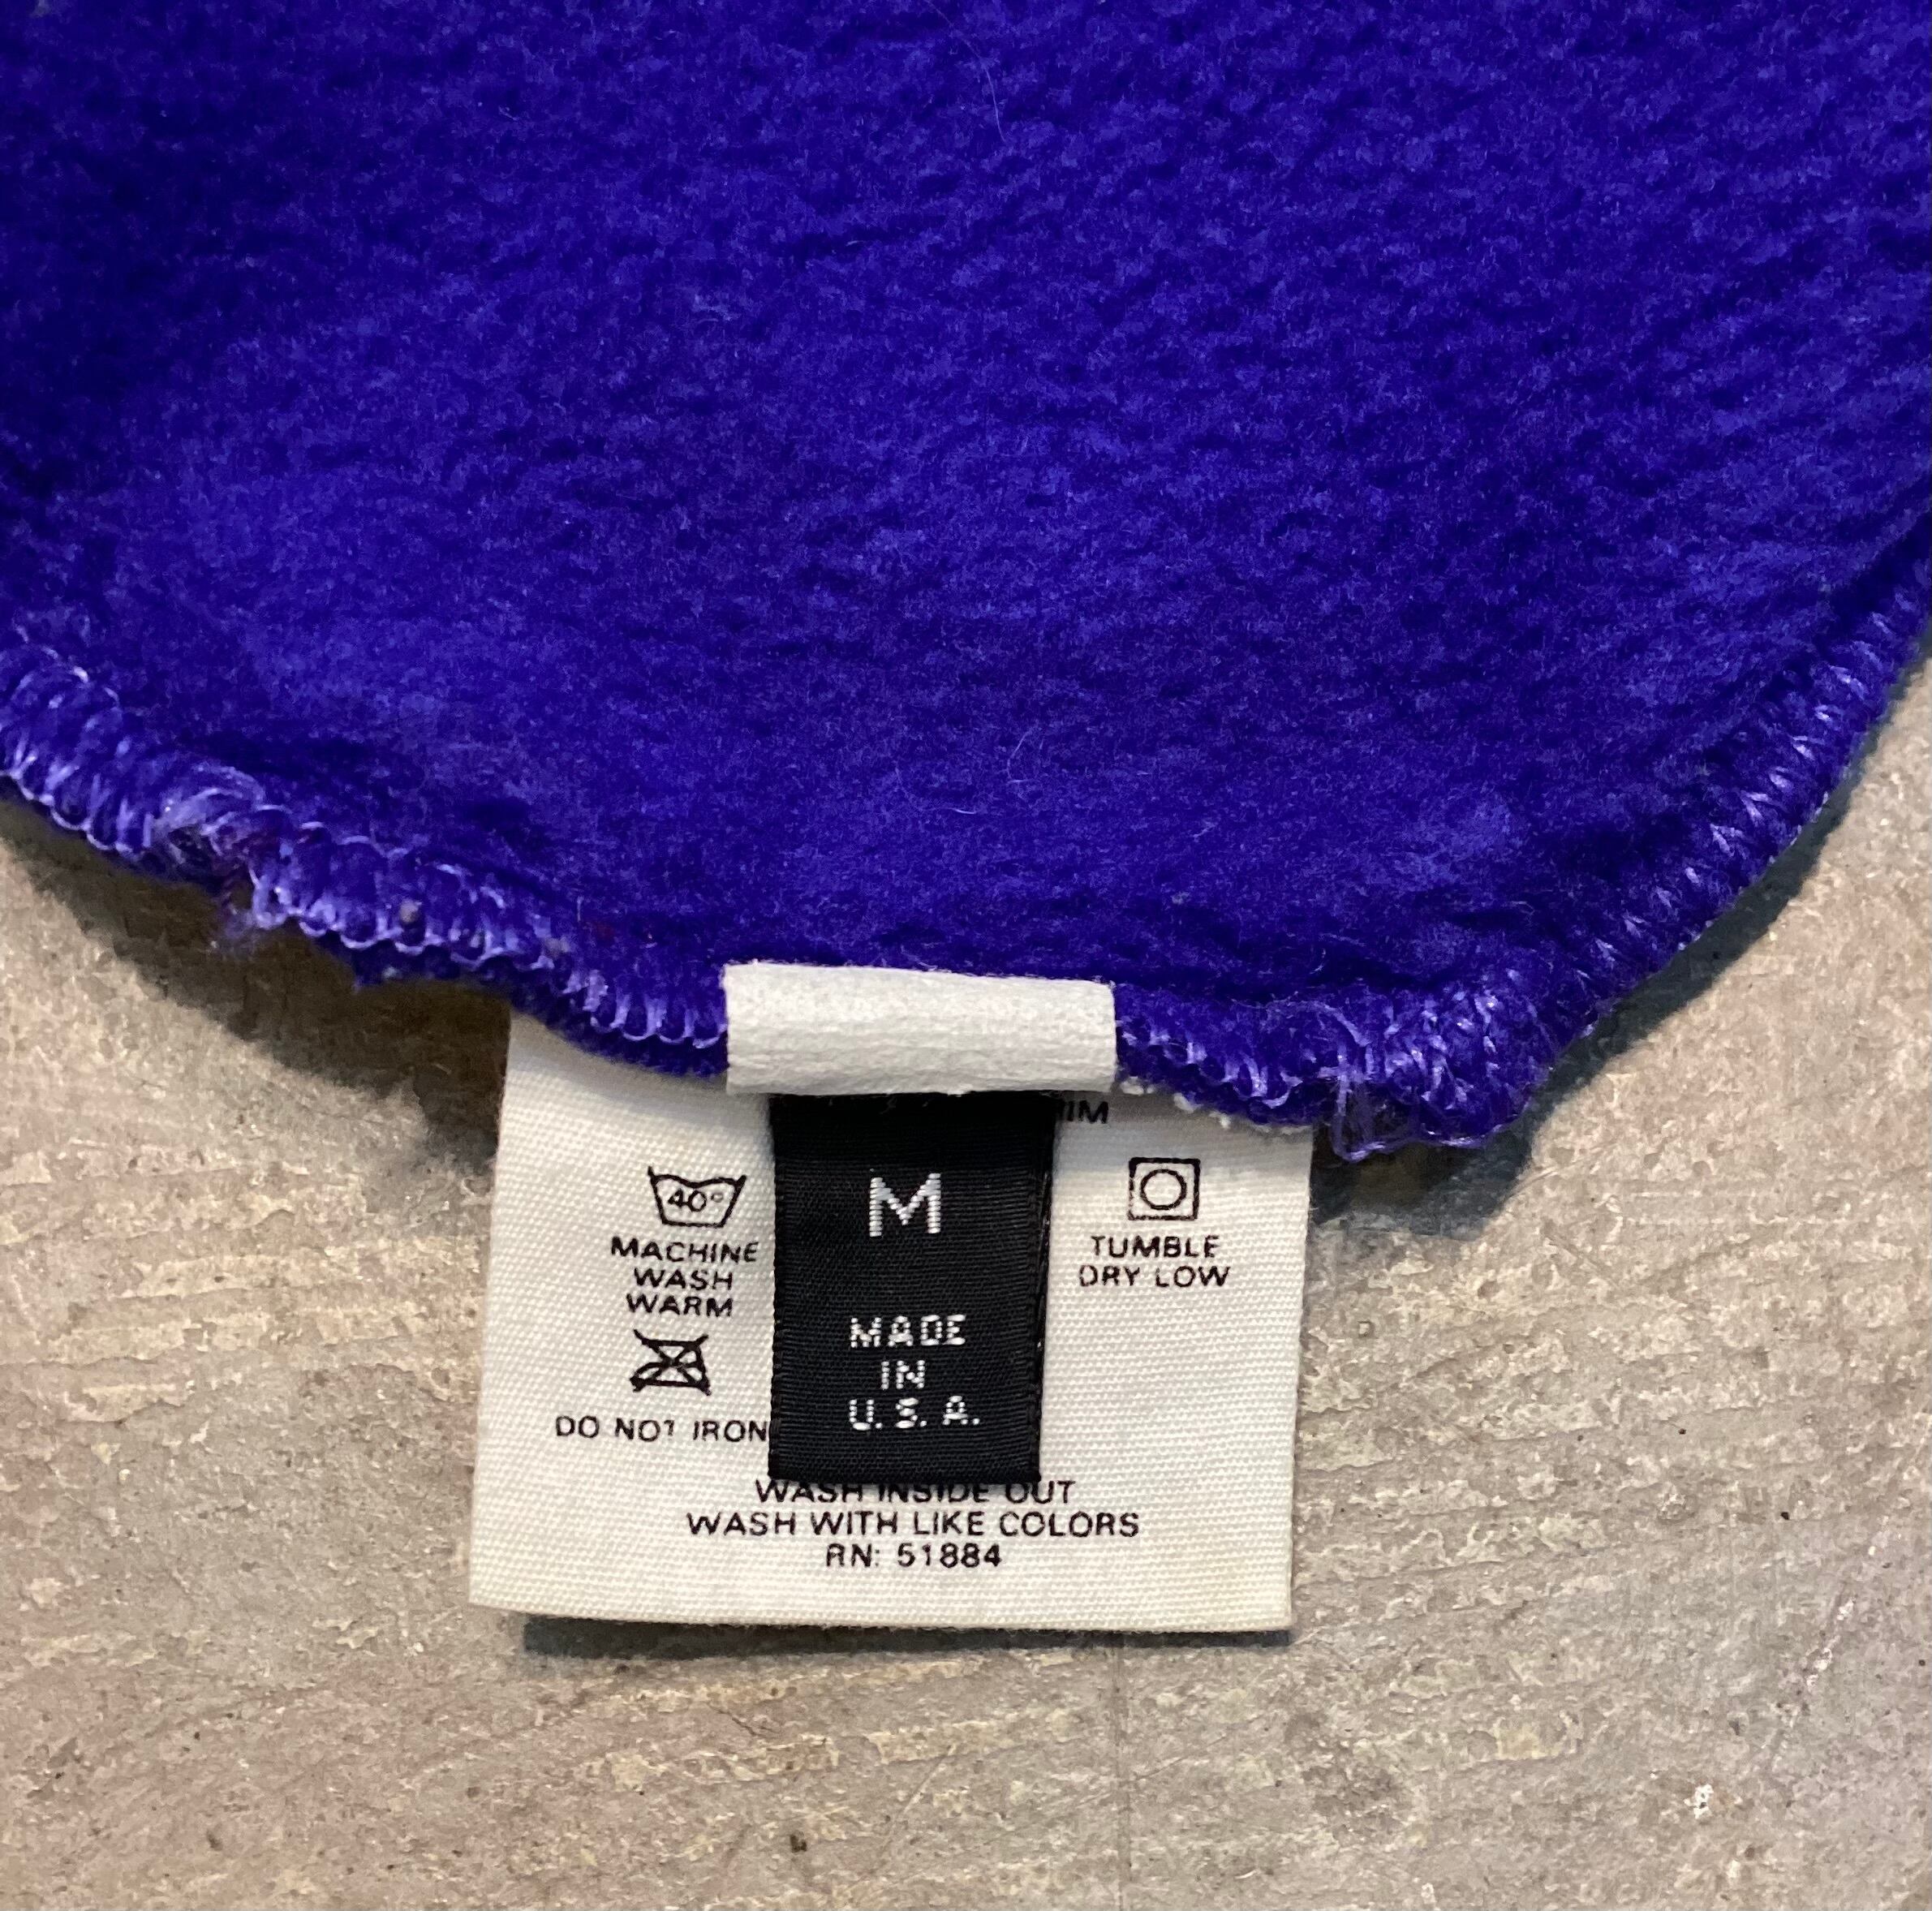 40°
MACHINE
WASH
WARM
DO NOT IRON
M
MADE
IN
U.S.A.
TUMBLE
DRY LOW
WASH INSIDE OUT
WASH WITH LIKE COLORS
RN: 51884